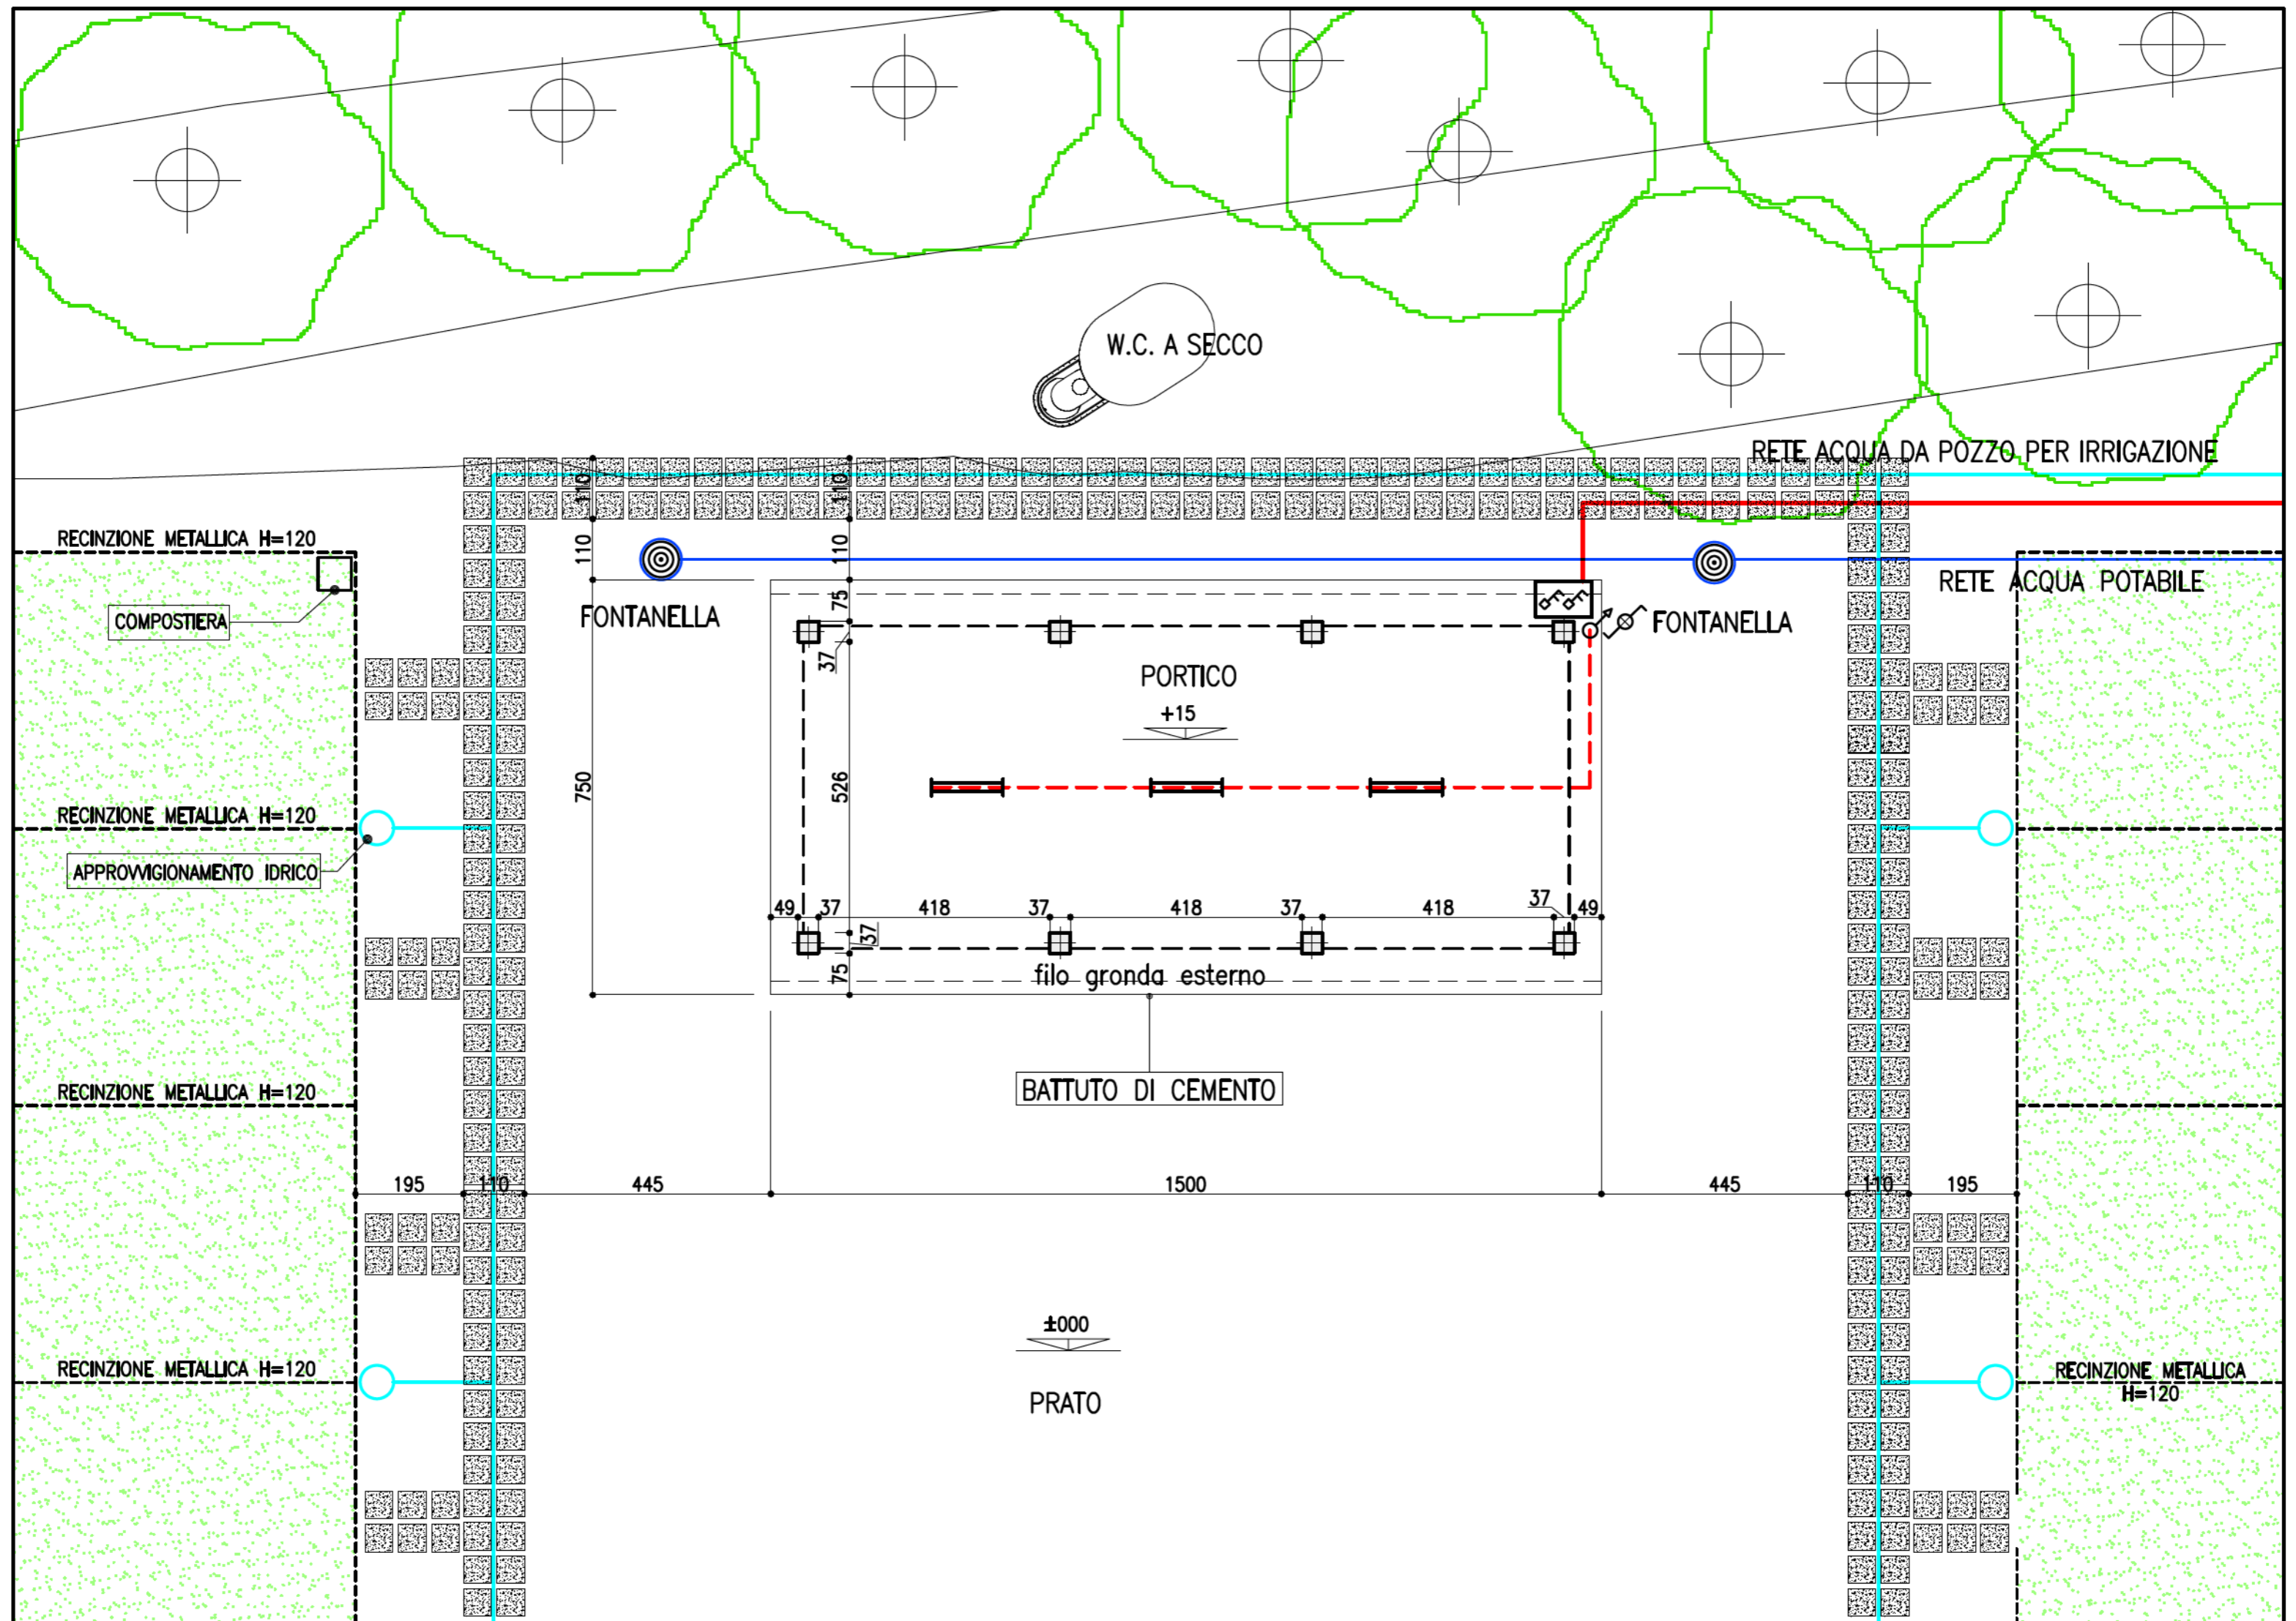 W.C. A SECCO
RETE ACQUA DA POZZO PER IRRIGAZIONE
110
110
RECINZIONE METALLICA H=120
110
110
RETE ACQUA POTABILE
COMPOSTIERA
FONTANELLA
75
FONTANELLA
37
PORTICO
+15
750
526
RECINZIONE METALLICA H=120
APPROVVIGIONAMENTO IDRICO
49
37
418
37
418
37
418
37
49
37
75
filo gronda esterno
BATTUTO DI CEMENTO
RECINZIONE METALLICA H=120
195
110
445
1500
445
110
195
±000
RECINZIONE METALLICA H=120
PRATO
RECINZIONE METALLICA
H=120